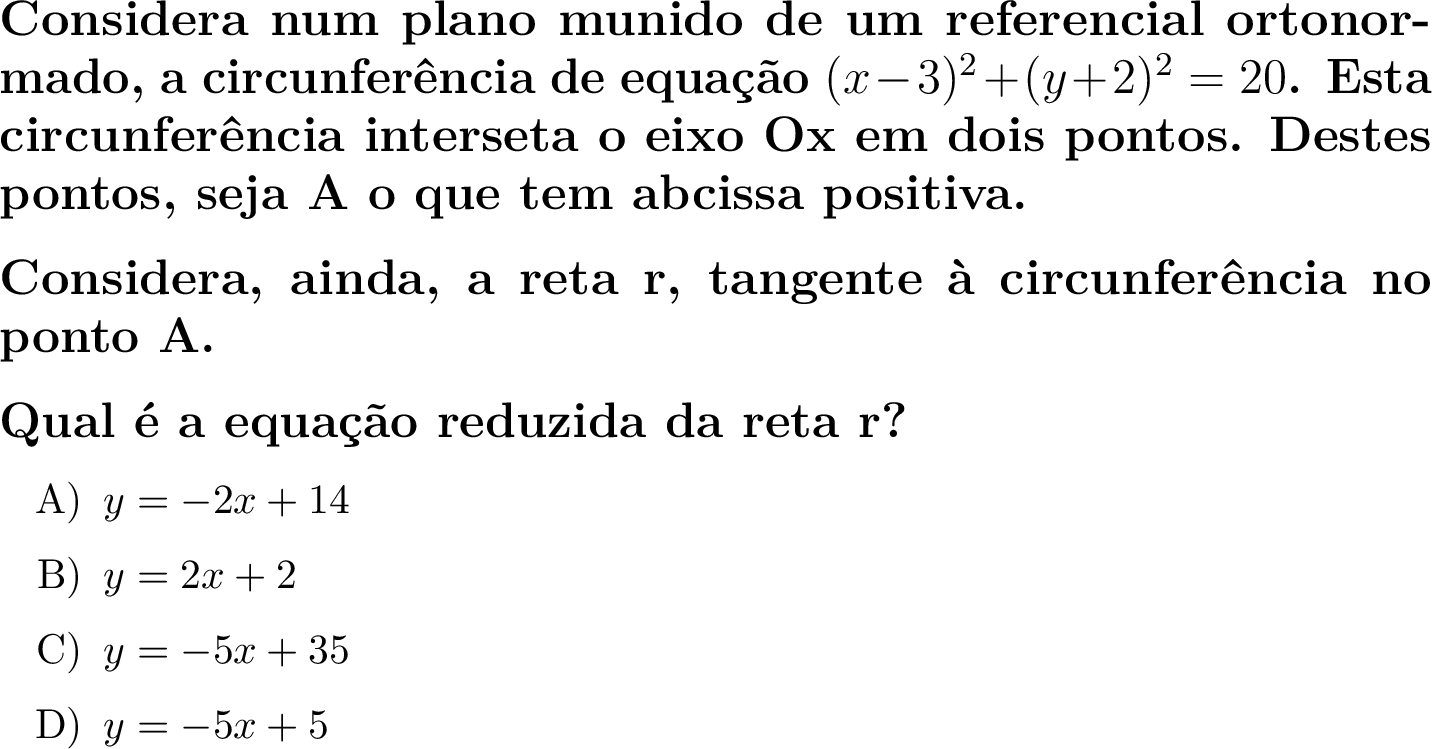 Considera num plano munido de um referencial ortonor-
mado, a circunferência de equação $(x-3)^2+(y+2)^2 = 20$. Esta
circunferência interseta o eixo Ox em dois pontos. Destes
pontos, seja A o que tem abcissa positiva.
Considera, ainda, a reta r, tangente à circunferência no
ponto A.
Qual é a equação reduzida da reta r?
A) $y = -2x + 14$
B) $y = 2x + 2$
C) $y = -5x + 35$
D) $y = -5x + 5$